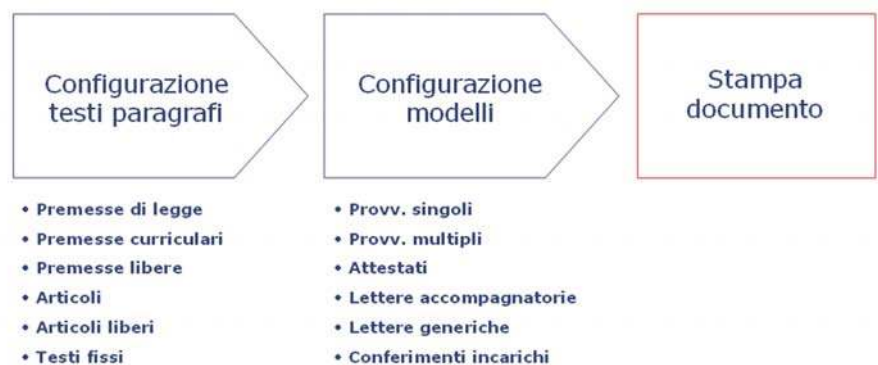 Configurazione
testi paragrafi
Configurazione
modelli
Stampa
documento
• Premesse di legge
• Premesse curriculari
• Premesse libere
• Articoli
• Articoli liberi
• Testi fissi
• Provv. singoli
• Provv. multipli
• Attestati
• Lettere accompagnatorie
• Lettere generiche
• Conferimenti incarichi